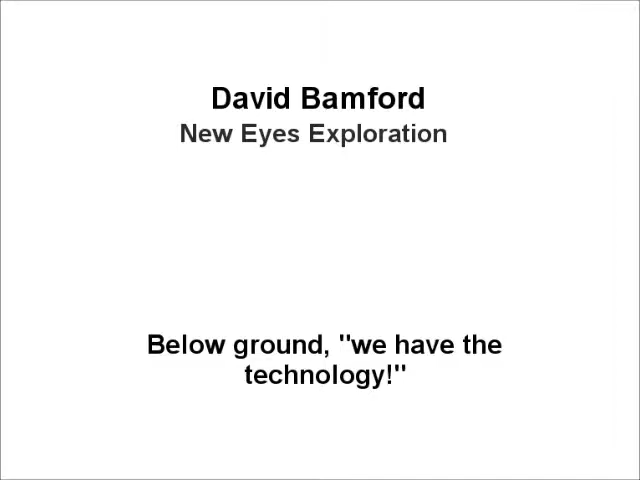 David Bamford
New Eyes Exploration
Below ground, "we have the
technology!"